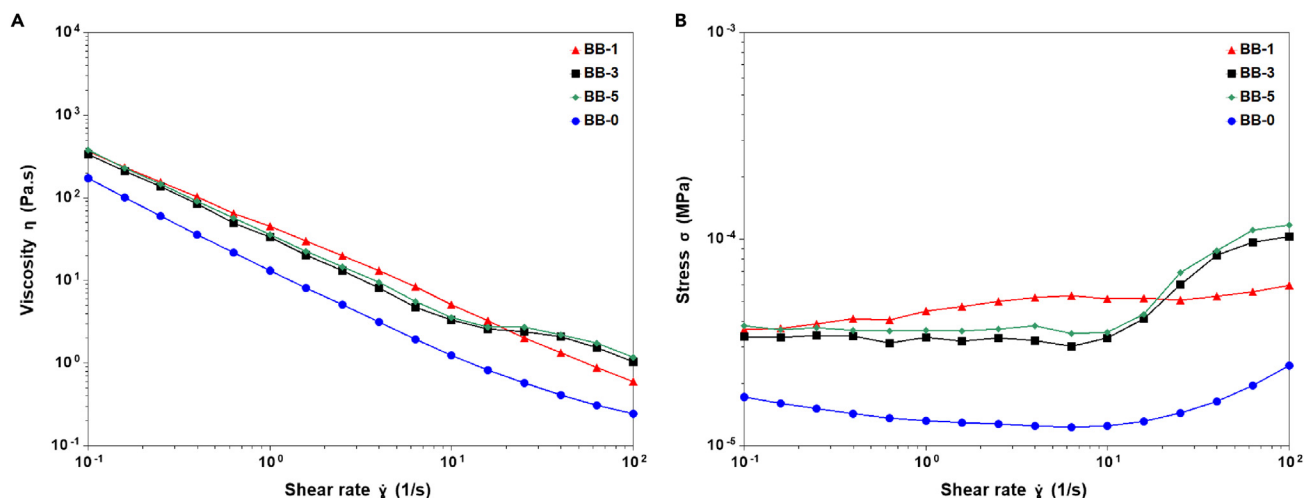 A
10⁴
10³
10²
10¹
10⁰
10⁻¹
Viscosity η (Pa.s)
BB-1
BB-3
BB-5
BB-0
10⁻¹ 10⁰ 10¹ 10²
Shear rate γ̇ (1/s)
B
10⁻³
10⁻⁴
10⁻⁵
Stress σ (MPa)
BB-1
BB-3
BB-5
BB-0
10⁻¹ 10⁰ 10¹ 10²
Shear rate γ̇ (1/s)